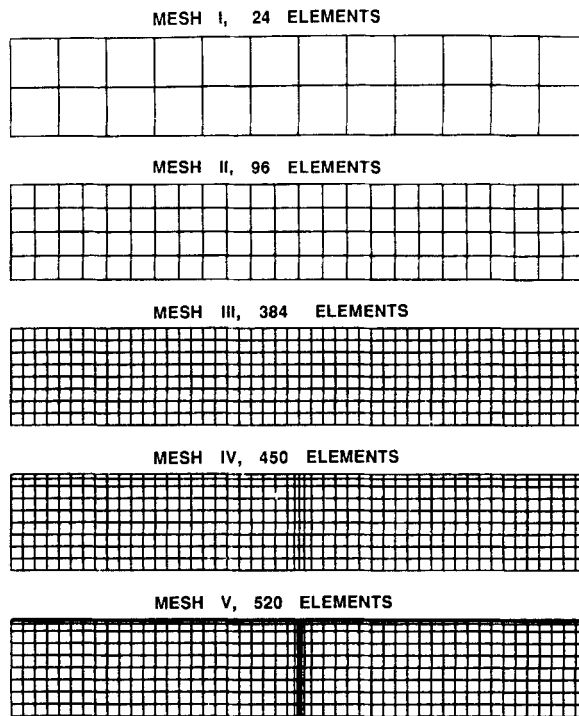 MESH I, 24 ELEMENTS
MESH II, 96 ELEMENTS
MESH III, 384 ELEMENTS
MESH IV, 450 ELEMENTS
MESH V, 520 ELEMENTS